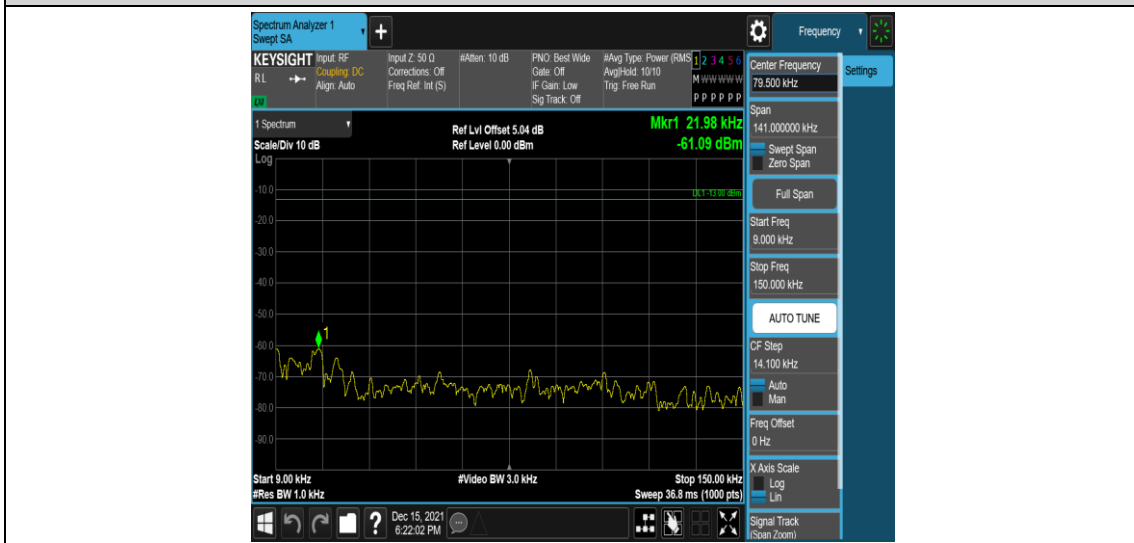 Spectrum Analyzer 1
Swept SA
Frequency
KEYSIGHT
RL
Input: RF
Coupling: DC
Align: Auto
Input Z: 50 Ω
Corrections: Off
Freq Ref: Int (S)
#Atten: 10 dB
PNO: Best Wide
Gate: Off
IF Gain: Low
Sig Track: Off
#Avg Type: Power (RMS
Avg|Hold: 10/10
Trig: Free Run
1 2 3 4 5 6
M W W W W W
P P P P P P
Center Frequency
79.500 kHz
Settings
Span
141.000000 kHz
Swept Span
Zero Span
Full Span
Start Freq
9.000 kHz
Stop Freq
150.000 kHz
AUTO TUNE
CF Step
14.100 kHz
Auto
Man
Freq Offset
0 Hz
X Axis Scale
Log
Lin
Signal Track
(Span Zoom)
1 Spectrum
Scale/Div 10 dB
Log
Ref Lvl Offset 5.04 dB
Ref Level 0.00 dBm
Mkr1 21.98 kHz
-61.09 dBm
DL1 -13.00 dBm
-10.0
-20.0
-30.0
-40.0
-50.0
-60.0
-70.0
-80.0
-90.0
1
Start 9.00 kHz
#Res BW 1.0 kHz
#Video BW 3.0 kHz
Stop 150.00 kHz
Sweep 36.8 ms (1000 pts)
?
Dec 15, 2021
6:22:02 PM